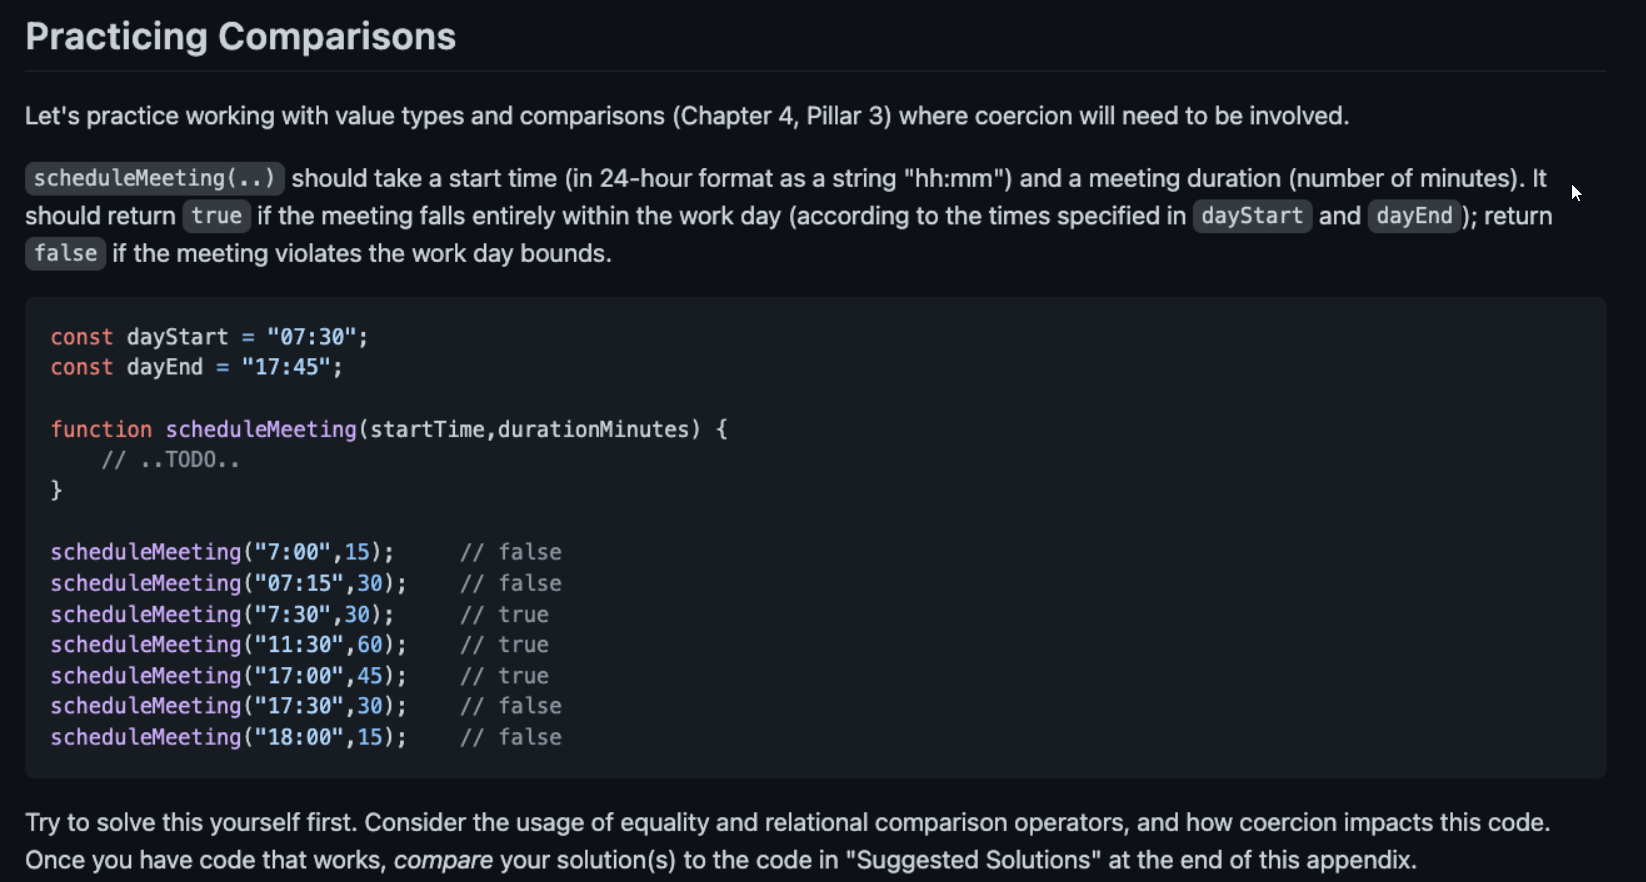 Practicing Comparisons
Let's practice working with value types and comparisons (Chapter 4, Pillar 3) where coercion will need to be involved.
scheduleMeeting(..) should take a start time (in 24-hour format as a string "hh:mm") and a meeting duration (number of minutes). It
should return true if the meeting falls entirely within the work day (according to the times specified in dayStart and dayEnd); return
false if the meeting violates the work day bounds.
const dayStart = "07:30";
const dayEnd = "17:45";
function scheduleMeeting(startTime,durationMinutes) {
    // ..TODO..
}
scheduleMeeting("7:00",15);     // false
scheduleMeeting("07:15",30);    // false
scheduleMeeting("7:30",30);     // true
scheduleMeeting("11:30",60);    // true
scheduleMeeting("17:00",45);    // true
scheduleMeeting("17:30",30);    // false
scheduleMeeting("18:00",15);    // false
Try to solve this yourself first. Consider the usage of equality and relational comparison operators, and how coercion impacts this code.
Once you have code that works, compare your solution(s) to the code in "Suggested Solutions" at the end of this appendix.